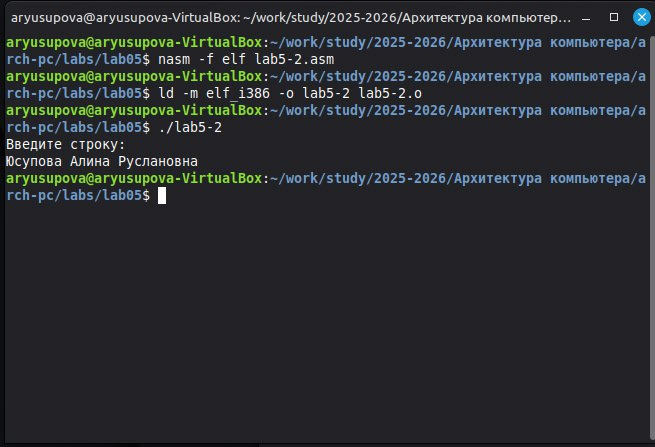 aryusupova@aryusupova-VirtualBox: ~/work/study/2025-2026/Архитектура компьютер...
aryusupova@aryusupova-VirtualBox:~/work/study/2025-2026/Архитектура компьютера/a
rch-pc/labs/lab05$ nasm -f elf lab5-2.asm
aryusupova@aryusupova-VirtualBox:~/work/study/2025-2026/Архитектура компьютера/a
rch-pc/labs/lab05$ ld -m elf_i386 -o lab5-2 lab5-2.o
aryusupova@aryusupova-VirtualBox:~/work/study/2025-2026/Архитектура компьютера/a
rch-pc/labs/lab05$ ./lab5-2
Введите строку:
Юсупова Алина Руслановна
aryusupova@aryusupova-VirtualBox:~/work/study/2025-2026/Архитектура компьютера/a
rch-pc/labs/lab05$